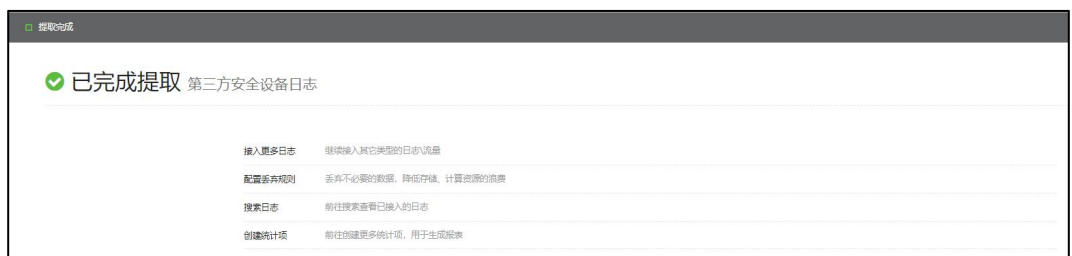 提取完成
已完成提取 第三方安全设备日志
接入更多日志 继续接入其它类型的日志\流量
配置丢弃规则 丢弃不必要的数据，降低存储、计算资源的浪费
搜索日志 前往搜索查看已接入的日志
创建统计项 前往创建更多统计项，用于生成报表